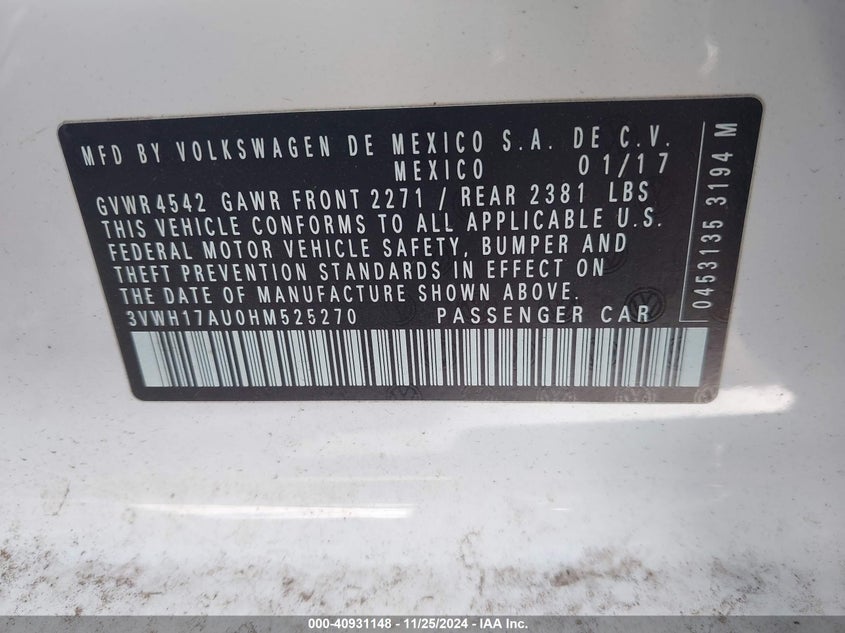 MFD BY VOLKSWAGEN DE MEXICO S.A. DE C.V.
MEXICO 01/17
GVWR 4542 GAWR FRONT 2271 / REAR 2381 LBS
THIS VEHICLE CONFORMS TO ALL APPLICABLE U.S.
FEDERAL MOTOR VEHICLE SAFETY, BUMPER AND
THEFT PREVENTION STANDARDS IN EFFECT ON
THE DATE OF MANUFACTURE SHOWN ABOVE.
3VWH17AU0HM525270 PASSENGER CAR
0453135 3194 M
000-40931148 - 11/25/2024 - IAA Inc.